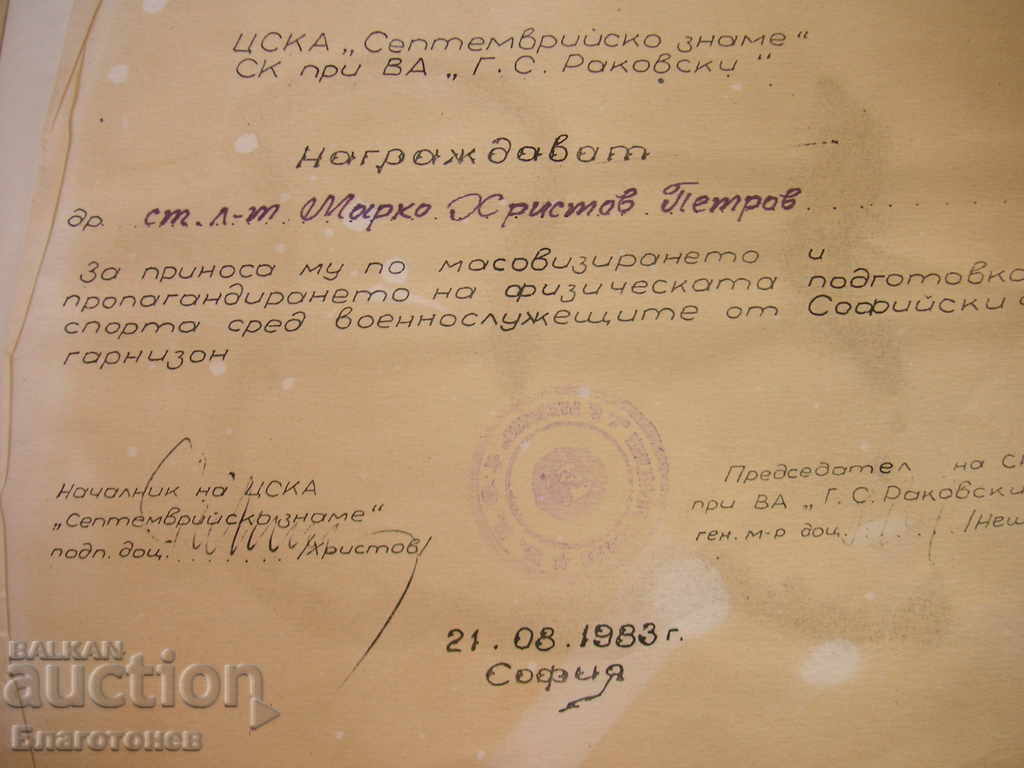 ЦСКА „Септемврийско знаме"
СК при ВА „Г. С. Раковски"
Награждават
др. ст. л-т. Марко Христов Петров
За приноса му по масовизирането и
пропагандирането на физическата подготовка
спорта сред военнослужещите от Софийски
гарнизон
Началник на ЦСКА
„Септемврийско знаме"
подп. доц. /Христов/
Председател на СК
при ВА „Г. С. Раковски
ген. м-р доц. /Неш
21.08.1983 г.
София
BALKAN
auction
Благотонев